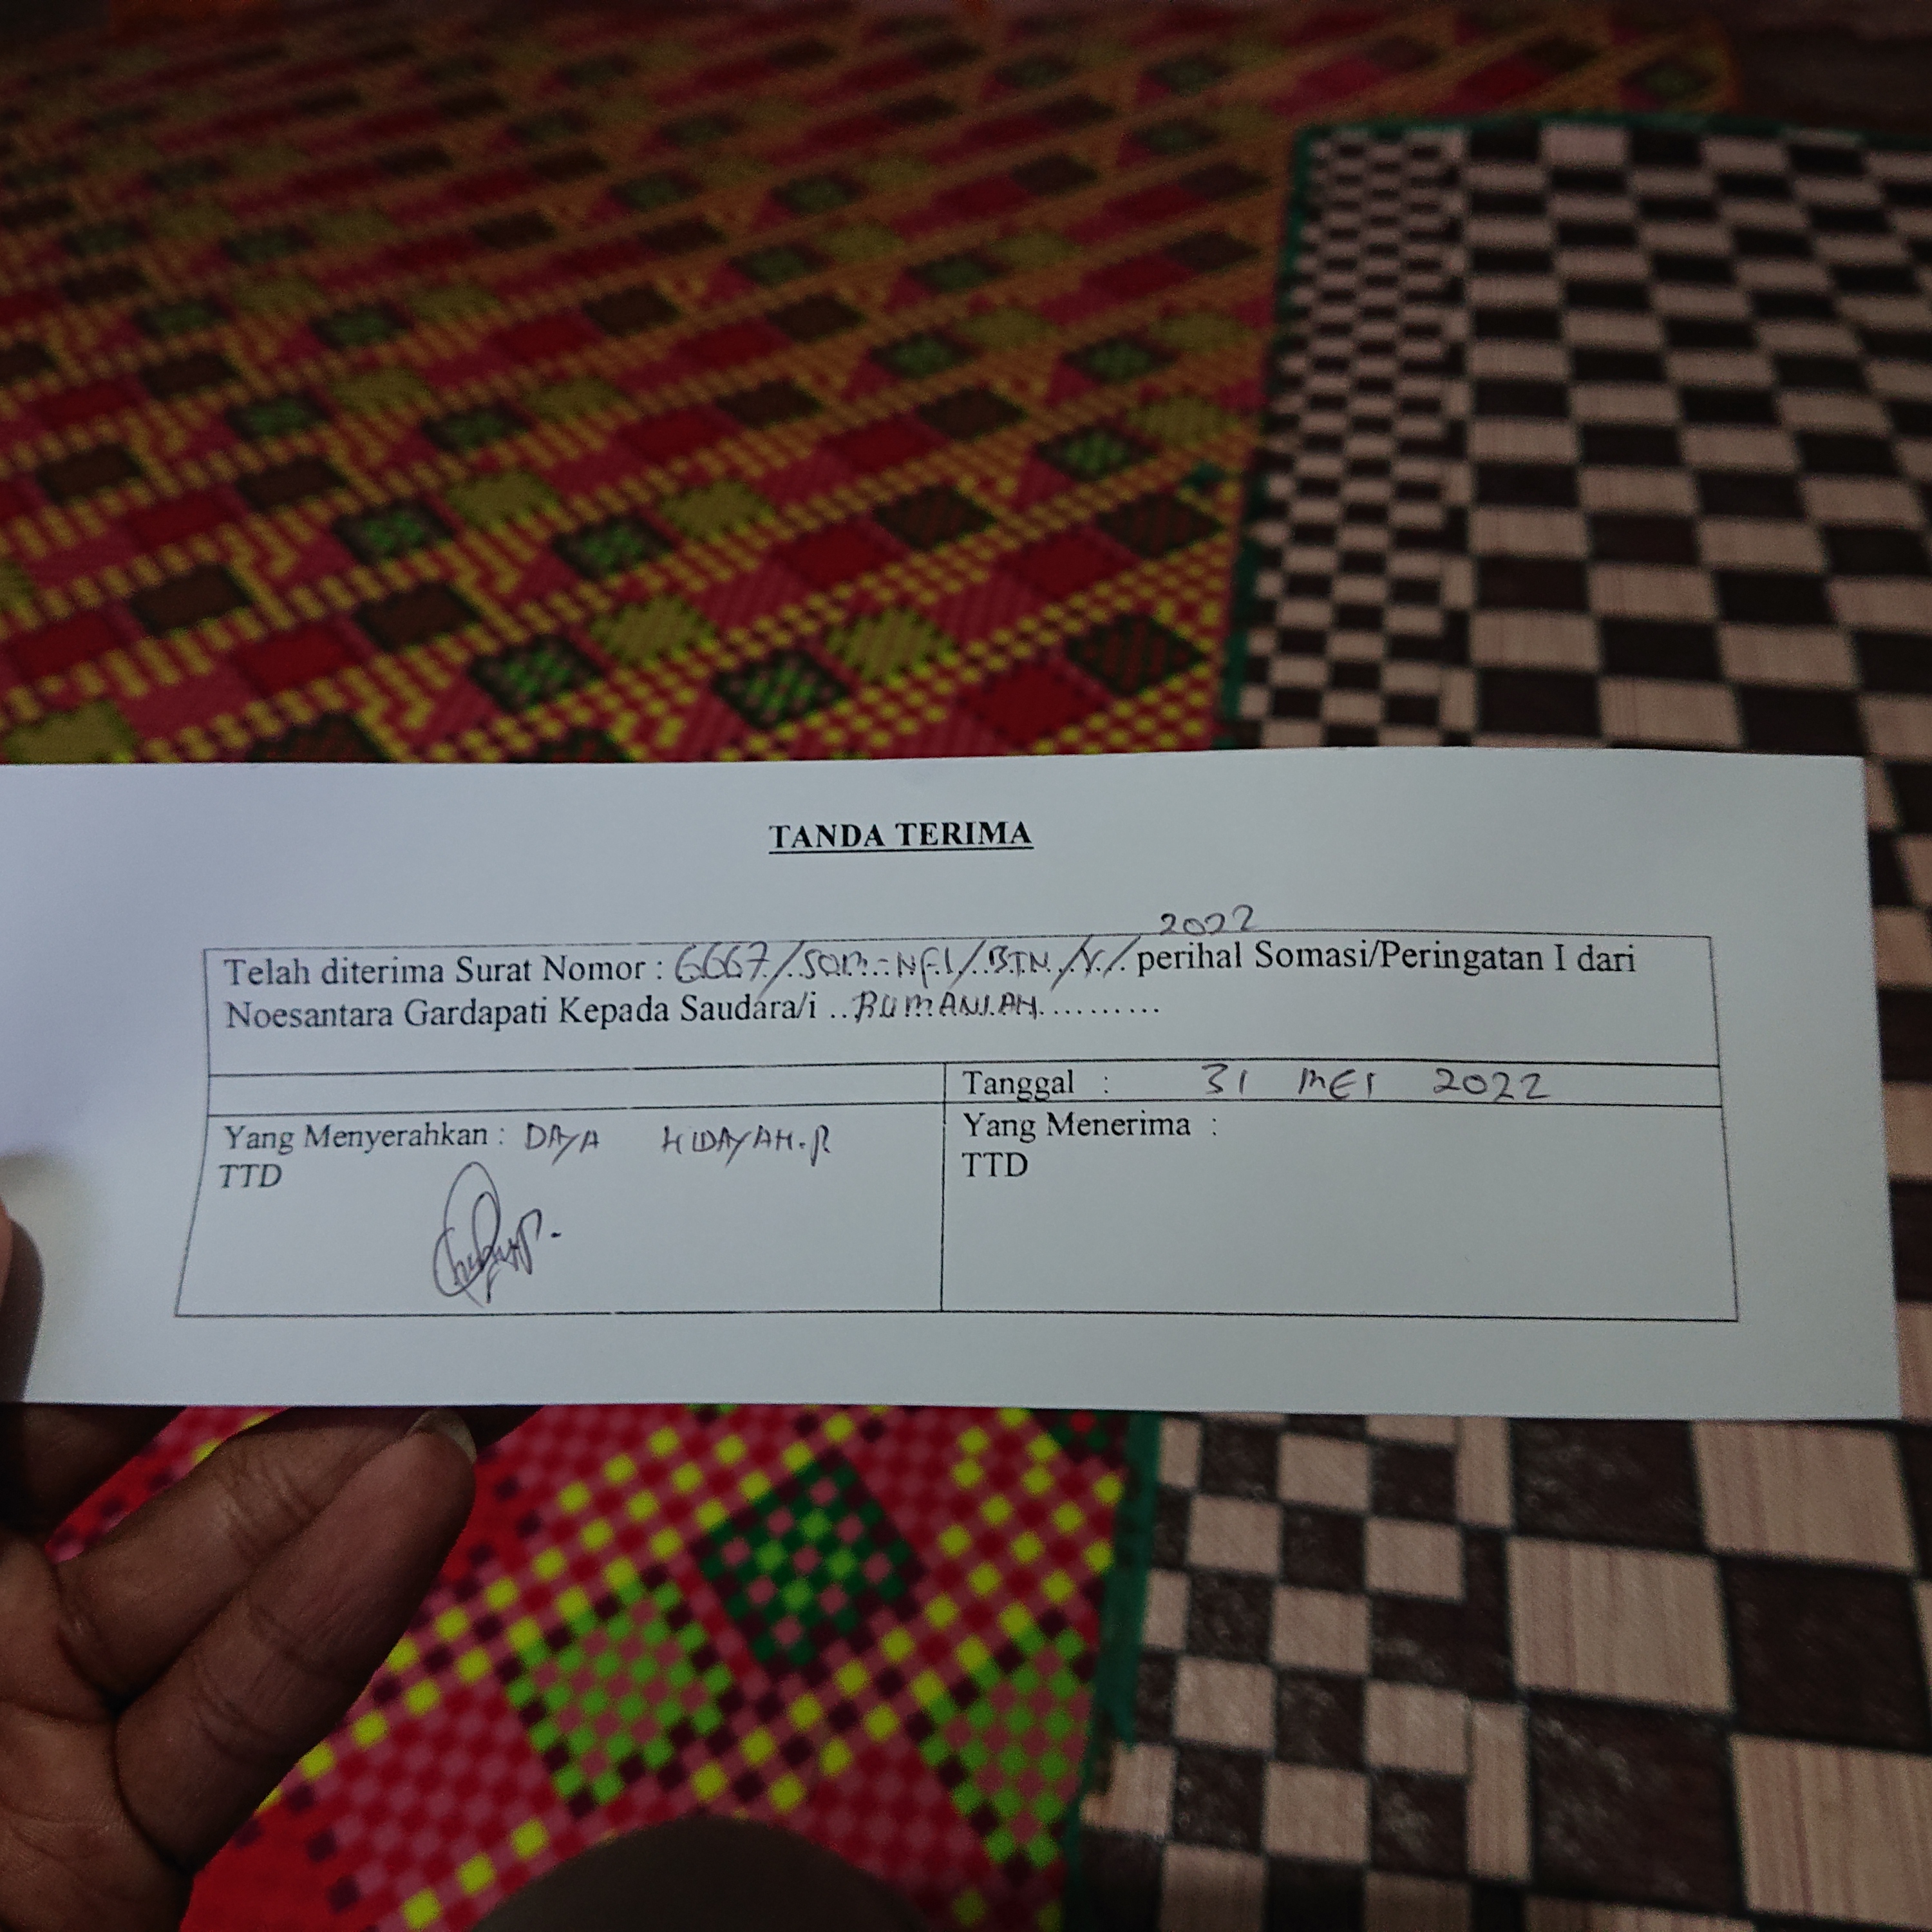 TANDA TERIMA
2022
Telah diterima Surat Nomor : 6667/SOM-NFI/BTN/V/ perihal Somasi/Peringatan I dari
Noesantara Gardapati Kepada Saudara/i ..RUMANIAH..........
Tanggal : 31 MEI 2022
Yang Menyerahkan : DAYA HIDAYAH.R
TTD
Yang Menerima :
TTD